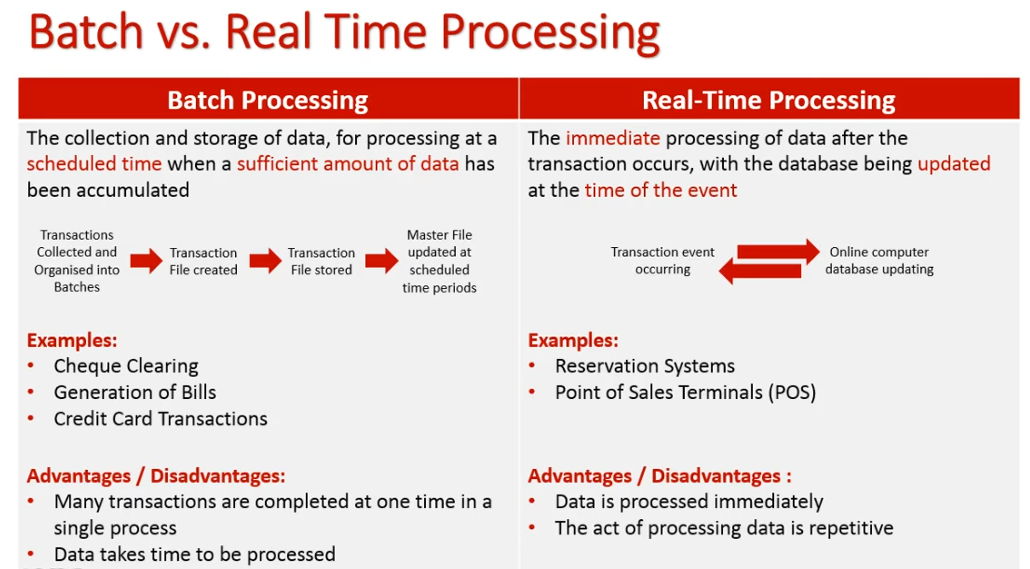 Batch vs. Real Time Processing
Batch Processing
The collection and storage of data, for processing at a
scheduled time when a sufficient amount of data has
been accumulated
Transactions
Collected and
Organised into
Batches
Transaction
File created
Transaction
File stored
Master File
updated at
scheduled
time periods
Examples:
• Cheque Clearing
• Generation of Bills
• Credit Card Transactions
Advantages / Disadvantages:
• Many transactions are completed at one time in a
single process
• Data takes time to be processed
Real-Time Processing
The immediate processing of data after the
transaction occurs, with the database being updated
at the time of the event
Transaction event
occurring
Online computer
database updating
Examples:
• Reservation Systems
• Point of Sales Terminals (POS)
Advantages / Disadvantages :
• Data is processed immediately
• The act of processing data is repetitive